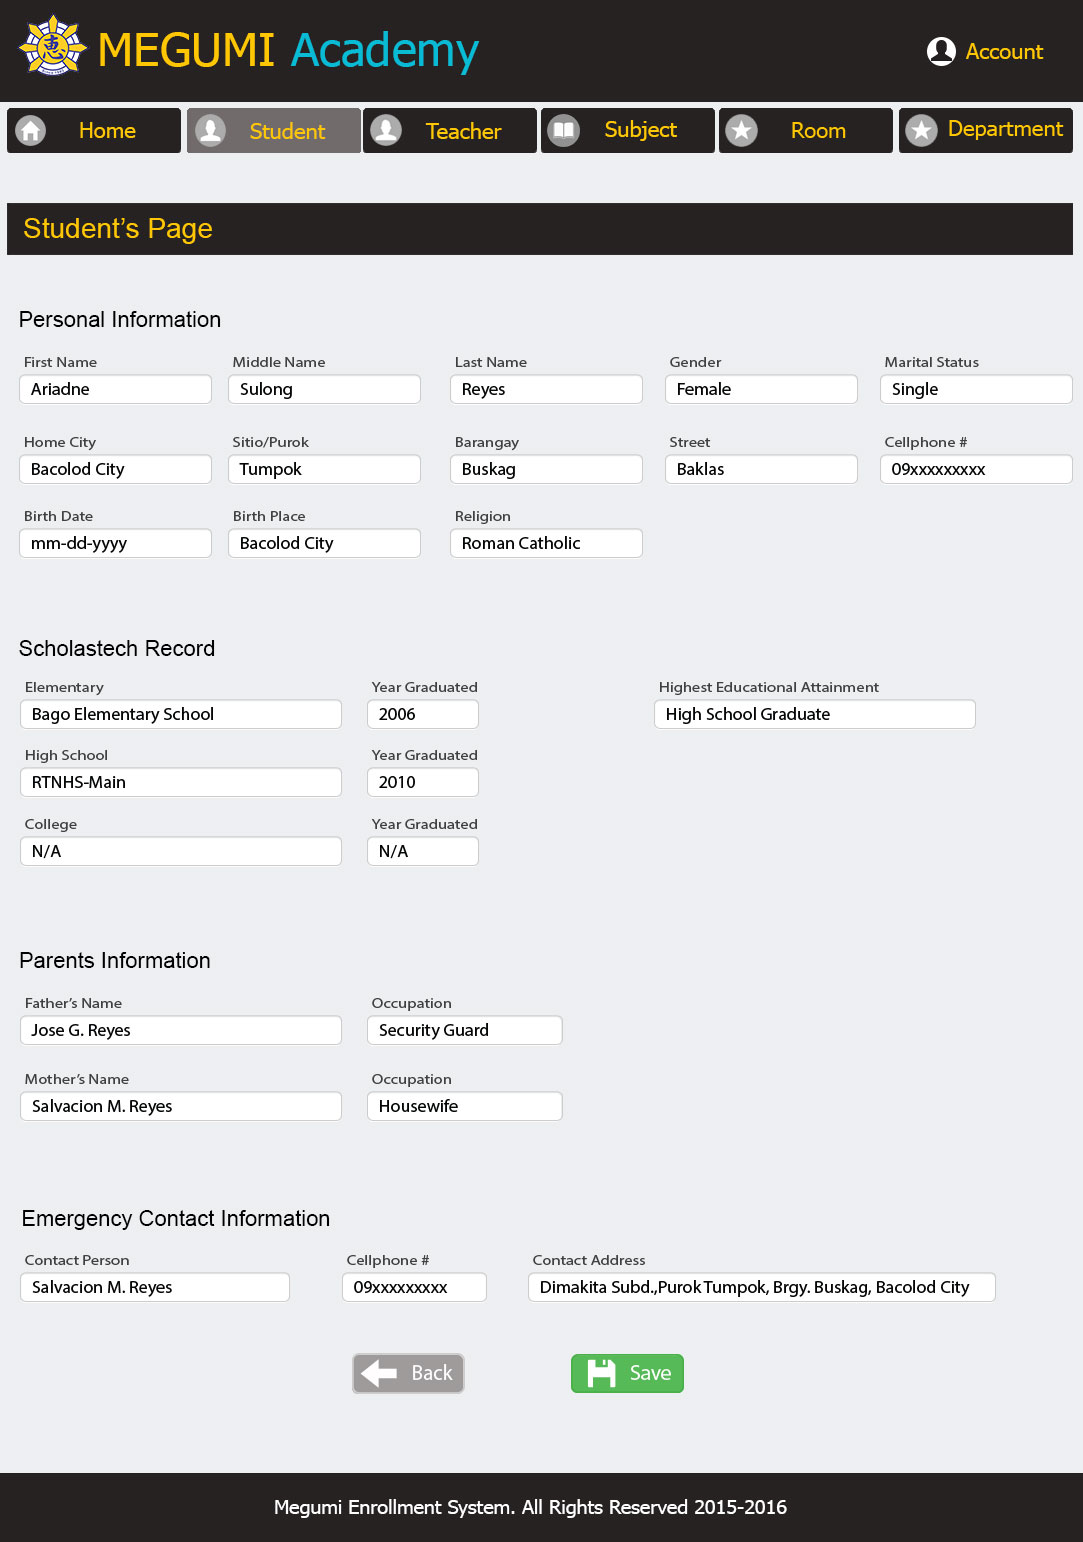 恵
MEGUMI Academy
Account
Home Student Teacher Subject Room Department
Student's Page
Personal Information
First Name Middle Name Last Name Gender Marital Status
Ariadne Sulong Reyes Female Single
Home City Sitio/Purok Barangay Street Cellphone #
Bacolod City Tumpok Buskag Baklas 09xxxxxxxxx
Birth Date Birth Place Religion
mm-dd-yyyy Bacolod City Roman Catholic
Scholastech Record
Elementary Year Graduated Highest Educational Attainment
Bago Elementary School 2006 High School Graduate
High School Year Graduated
RTNHS-Main 2010
College Year Graduated
N/A N/A
Parents Information
Father's Name Occupation
Jose G. Reyes Security Guard
Mother's Name Occupation
Salvacion M. Reyes Housewife
Emergency Contact Information
Contact Person Cellphone # Contact Address
Salvacion M. Reyes 09xxxxxxxxx Dimakita Subd.,Purok Tumpok, Brgy. Buskag, Bacolod City
Back Save
Megumi Enrollment System. All Rights Reserved 2015-2016